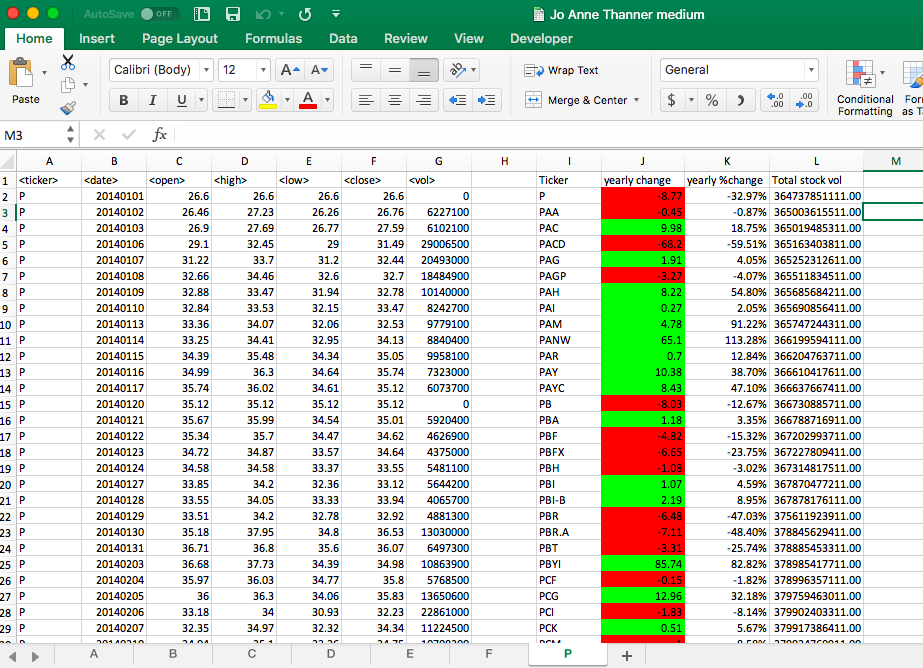 AutoSave OFF Jo Anne Thanner medium
Home Insert Page Layout Formulas Data Review View Developer
Paste Calibri (Body) 12 A A Wrap Text General
B I U A Merge & Center $ % Conditional Formatting
M3 fx
A B C D E F G H I J K L M
1 <ticker> <date> <open> <high> <low> <close> <vol> Ticker yearly change yearly %change Total stock vol
2 P 20140101 26.6 26.6 26.6 26.6 0 P -8.77 -32.97% 364737851111.00
3 P 20140102 26.46 27.23 26.26 26.76 6227100 PAA -0.45 -0.87% 365003615511.00
4 P 20140103 26.9 27.69 26.77 27.59 6102100 PAC 9.98 18.75% 365019485311.00
5 P 20140106 29.1 32.45 29 31.49 29006500 PACD -68.2 -59.51% 365163403811.00
6 P 20140107 31.22 33.7 31.2 32.44 20493000 PAG 1.91 4.05% 365252312611.00
7 P 20140108 32.66 34.46 32.6 32.7 18484900 PAGP -3.27 -4.07% 365511834511.00
8 P 20140109 32.88 33.47 31.94 32.78 10140000 PAH 8.22 54.80% 365685684211.00
9 P 20140110 32.84 33.53 32.15 33.47 8242700 PAI 0.27 2.05% 365690856411.00
10 P 20140113 33.36 34.07 32.06 32.53 9779100 PAM 4.78 91.22% 365747244311.00
11 P 20140114 33.25 34.41 32.95 34.13 8840400 PANW 65.1 113.28% 366199594111.00
12 P 20140115 34.39 35.48 34.34 35.05 9958100 PAR 0.7 12.84% 366204763711.00
13 P 20140116 34.99 36.3 34.64 35.74 7323000 PAY 10.38 38.70% 366610417611.00
14 P 20140117 35.74 36.02 34.61 35.12 6073700 PAYC 8.43 47.10% 366637667411.00
15 P 20140120 35.12 35.12 35.12 35.12 0 PB -8.03 -12.67% 366730885711.00
16 P 20140121 35.67 35.99 34.54 35.01 5920400 PBA 1.18 3.35% 366788716911.00
17 P 20140122 35.34 35.7 34.47 34.62 4626900 PBF -4.82 -15.32% 367202993711.00
18 P 20140123 34.72 34.87 33.57 34.64 4375000 PBFX -6.65 -23.75% 367227809411.00
19 P 20140124 34.58 34.58 33.37 33.55 5481100 PBH -1.08 -3.02% 367314817511.00
20 P 20140127 33.85 34.2 32.36 33.12 5644200 PBI 1.07 4.59% 367870477211.00
21 P 20140128 33.55 34.05 33.33 33.94 4065700 PBI-B 2.19 8.95% 367878176111.00
22 P 20140129 33.51 34.2 32.78 32.92 4881300 PBR -6.48 -47.03% 375611923911.00
23 P 20140130 35.18 37.95 34.8 36.53 13030000 PBR.A -7.11 -48.40% 378845629411.00
24 P 20140131 36.71 36.8 35.6 36.07 6497300 PBT -3.31 -25.74% 378885453311.00
25 P 20140203 36.68 37.73 34.39 34.98 10863900 PBYI 85.74 82.82% 378985417711.00
26 P 20140204 35.97 36.03 34.77 35.8 5768500 PCF -0.15 -1.82% 378996357111.00
27 P 20140205 36 36.3 34.06 35.83 13650600 PCG 12.96 32.18% 379759463011.00
28 P 20140206 33.18 34 30.93 32.23 22861000 PCI -1.83 -8.14% 379902403311.00
29 P 20140207 32.35 34.97 32.32 34.34 11224500 PCK 0.51 5.67% 379917386411.00
A B C D E F P +